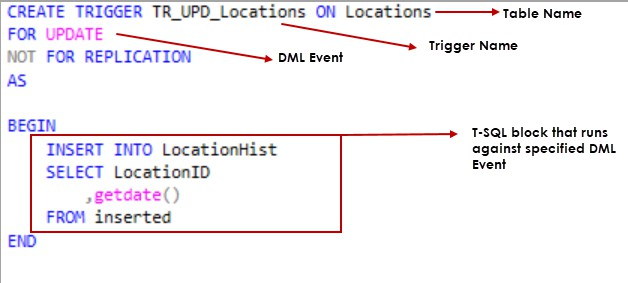 CREATE TRIGGER TR_UPD_Locations ON Locations
Table Name
FOR UPDATE
Trigger Name
NOT FOR REPLICATION
DML Event
AS
BEGIN
T-SQL block that runs
against specified DML
Event
INSERT INTO LocationHist
SELECT LocationID
,getdate()
FROM inserted
END